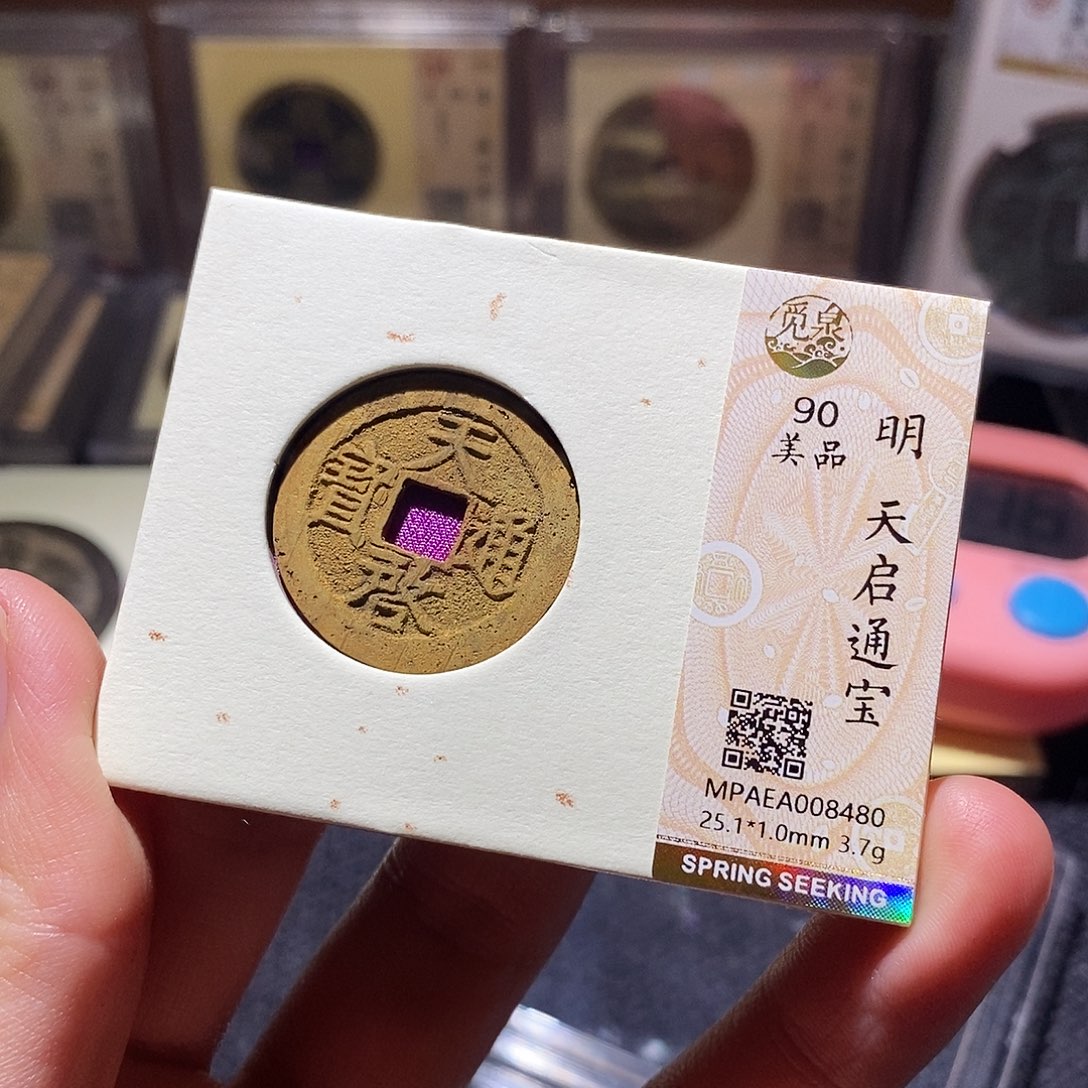 天啓通寳
觅泉
90
美品
明 天启通宝
MPAEA008480
25.1*1.0mm 3.7g
SPRING SEEKING